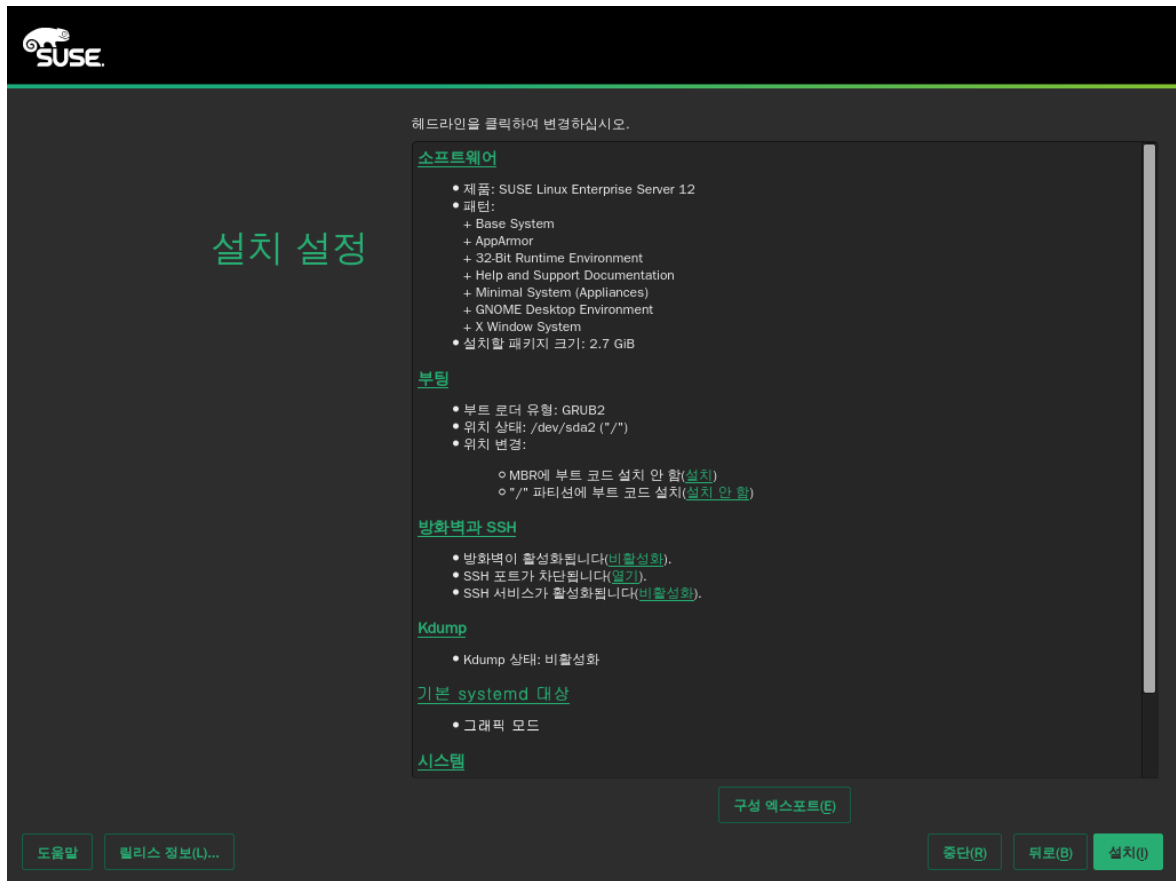 SUSE.
헤드라인을 클릭하여 변경하십시오.
설치 설정
소프트웨어
• 제품: SUSE Linux Enterprise Server 12
• 패턴:
+ Base System
+ AppArmor
+ 32-Bit Runtime Environment
+ Help and Support Documentation
+ Minimal System (Appliances)
+ GNOME Desktop Environment
+ X Window System
• 설치할 패키지 크기: 2.7 GiB
부팅
• 부트 로더 유형: GRUB2
• 위치 상태: /dev/sda2 ("/")
• 위치 변경:
○ MBR에 부트 코드 설치 안 함(설치)
○ "/" 파티션에 부트 코드 설치(설치 안 함)
방화벽과 SSH
• 방화벽이 활성화됩니다(비활성화).
• SSH 포트가 차단됩니다(열기).
• SSH 서비스가 활성화됩니다(비활성화).
Kdump
• Kdump 상태: 비활성화
기본 systemd 대상
• 그래픽 모드
시스템
구성 엑스포트(E)
도움말
릴리스 정보(L)...
중단(R)
뒤로(B)
설치(I)